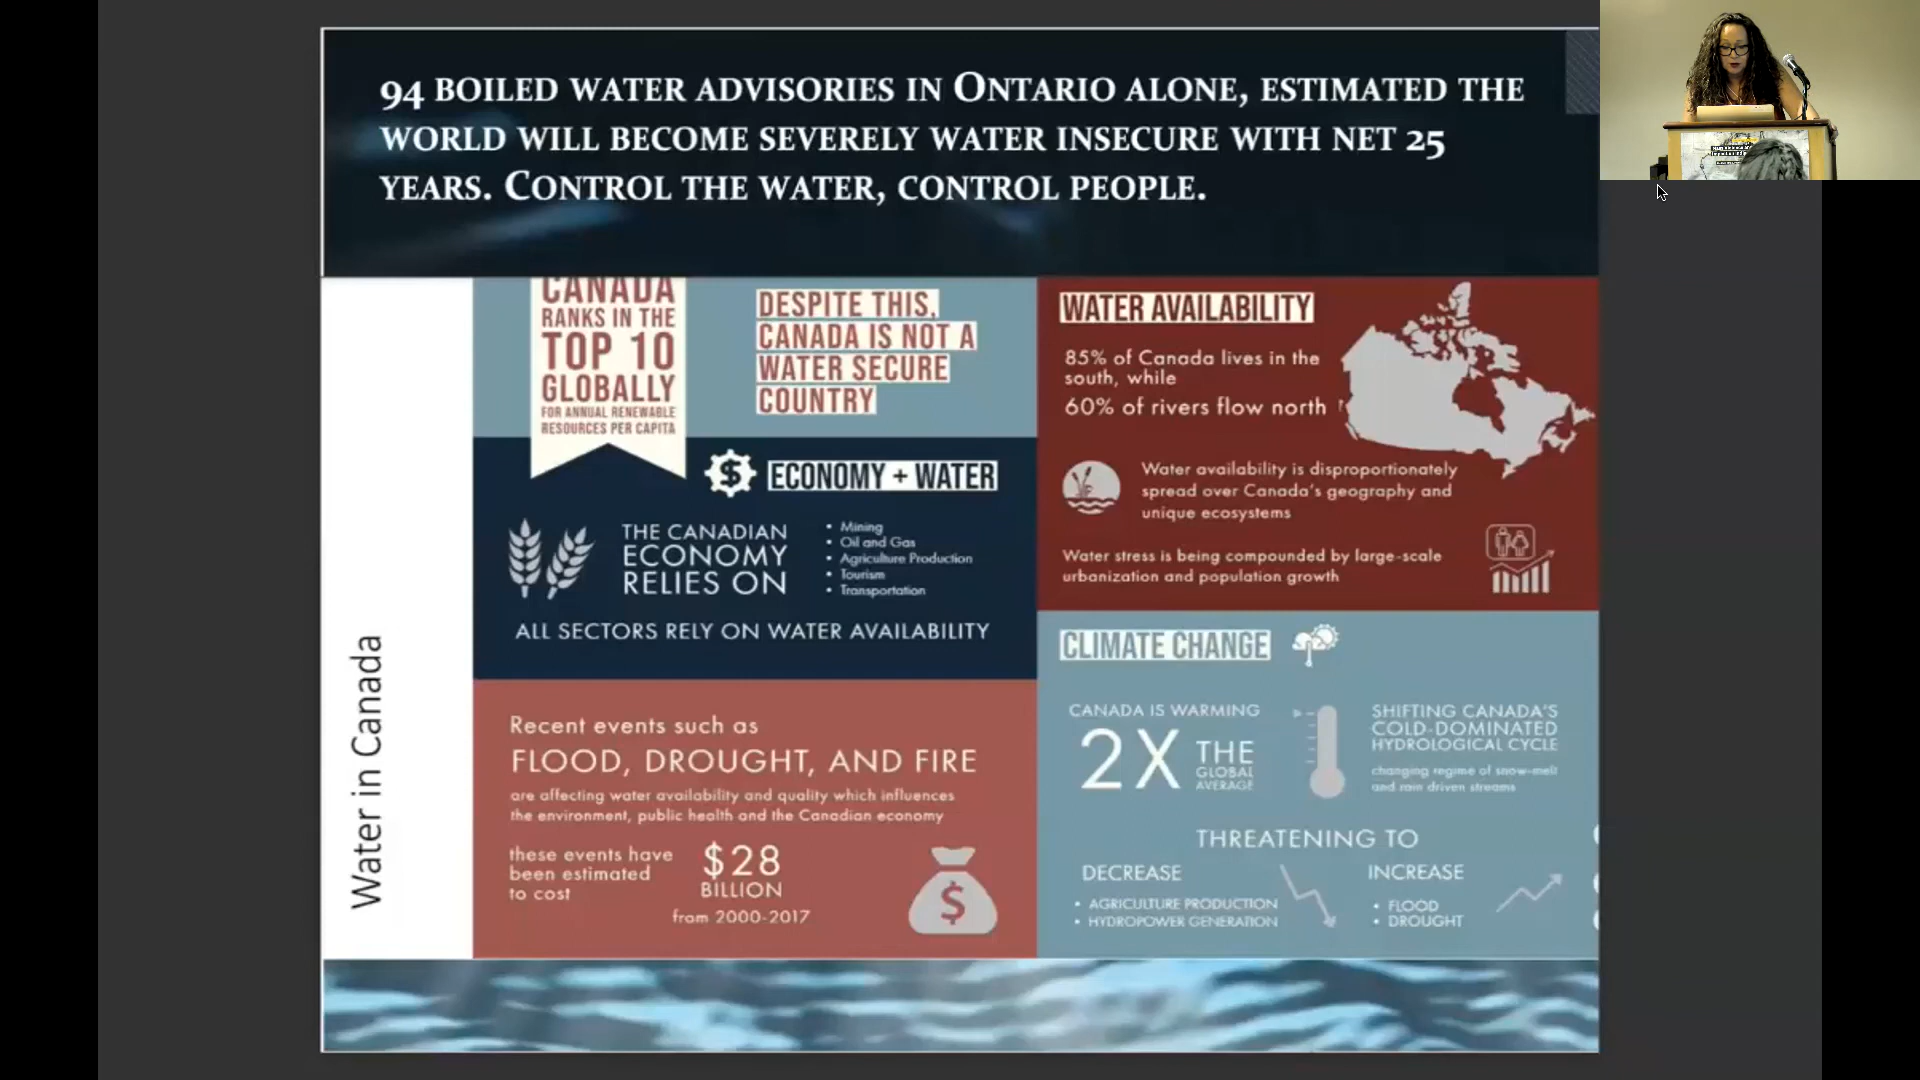 94 BOILED WATER ADVISORIES IN ONTARIO ALONE, ESTIMATED THE
WORLD WILL BECOME SEVERELY WATER INSECURE WITH NET 25
YEARS. CONTROL THE WATER, CONTROL PEOPLE.
Water in Canada
CANADA
RANKS IN THE
TOP 10
GLOBALLY
FOR ANNUAL RENEWABLE
RESOURCES PER CAPITA
DESPITE THIS,
CANADA IS NOT A
WATER SECURE
COUNTRY
$ ECONOMY + WATER
THE CANADIAN
ECONOMY
RELIES ON
• Mining
• Oil and Gas
• Agriculture Production
• Tourism
• Transportation
ALL SECTORS RELY ON WATER AVAILABILITY
Recent events such as
FLOOD, DROUGHT, AND FIRE
are affecting water availability and quality which influences
the environment, public health and the Canadian economy
these events have
been estimated
to cost
$28
BILLION
from 2000-2017
$
WATER AVAILABILITY
85% of Canada lives in the
south, while
60% of rivers flow north
Water availability is disproportionately
spread over Canada's geography and
unique ecosystems
Water stress is being compounded by large-scale
urbanization and population growth
CLIMATE CHANGE
CANADA IS WARMING
2X THE
GLOBAL
AVERAGE
SHIFTING CANADA'S
COLD-DOMINATED
HYDROLOGICAL CYCLE
changing regime of snow-melt
and rain driven streams
THREATENING TO
DECREASE
• AGRICULTURE PRODUCTION
• HYDROPOWER GENERATION
INCREASE
• FLOOD
• DROUGHT